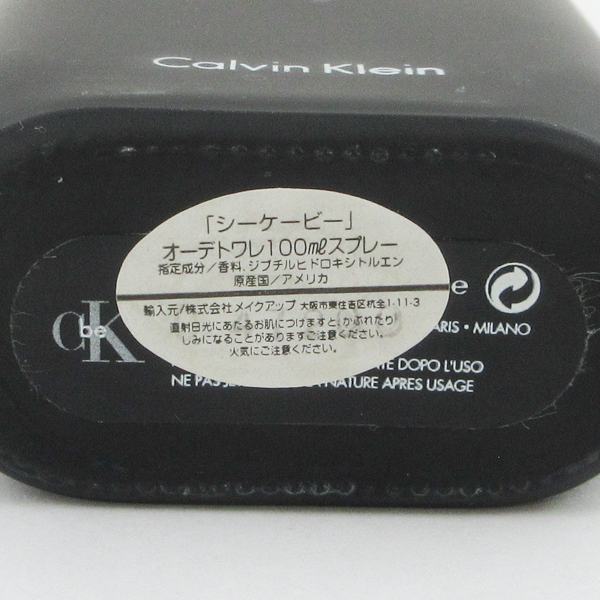 Calvin Klein
「シーケービー」
オーデトワレ100mlスプレー
指定成分/香料、ジブチルヒドロキシトルエン
原産国/アメリカ
輸入元/株式会社メイクアップ 大阪市東住吉区杭全1-11-3
直射日光にあたるお肌につけますと、かぶれたり
しみになることがありますご注意ください。
火気にご注意ください。
cK be
ARIS • MILANO
TE DOPO L'USO
NE PAS JE NATURE APRES USAGE